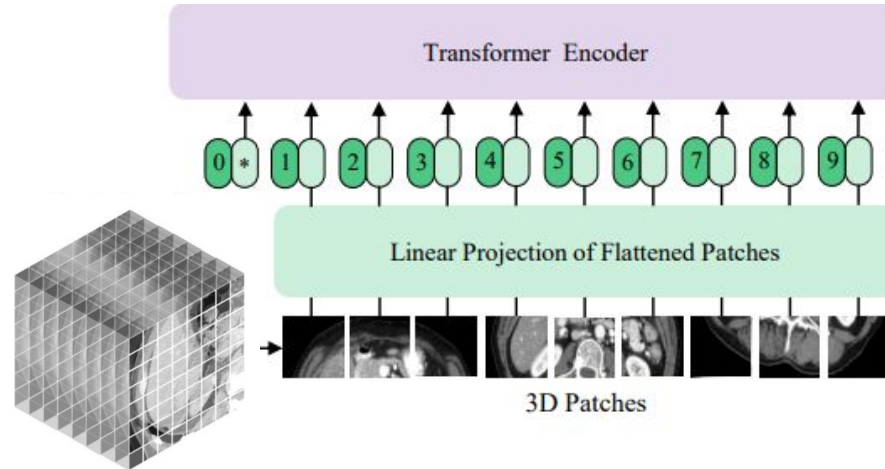 Transformer Encoder
0 * 1 2 3 4 5 6 7 8 9
Linear Projection of Flattened Patches
3D Patches